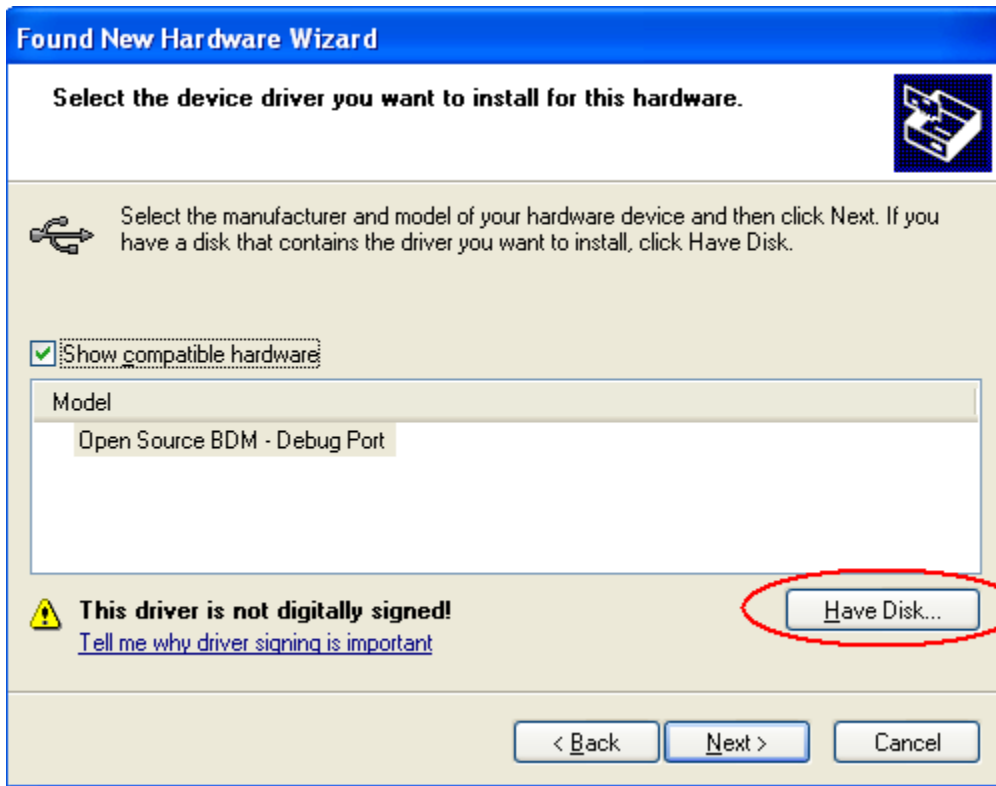 Found New Hardware Wizard
Select the device driver you want to install for this hardware.
Select the manufacturer and model of your hardware device and then click Next. If you
have a disk that contains the driver you want to install, click Have Disk.
Show compatible hardware
Model
Open Source BDM - Debug Port
This driver is not digitally signed!
Have Disk...
Tell me why driver signing is important
< Back
Next >
Cancel